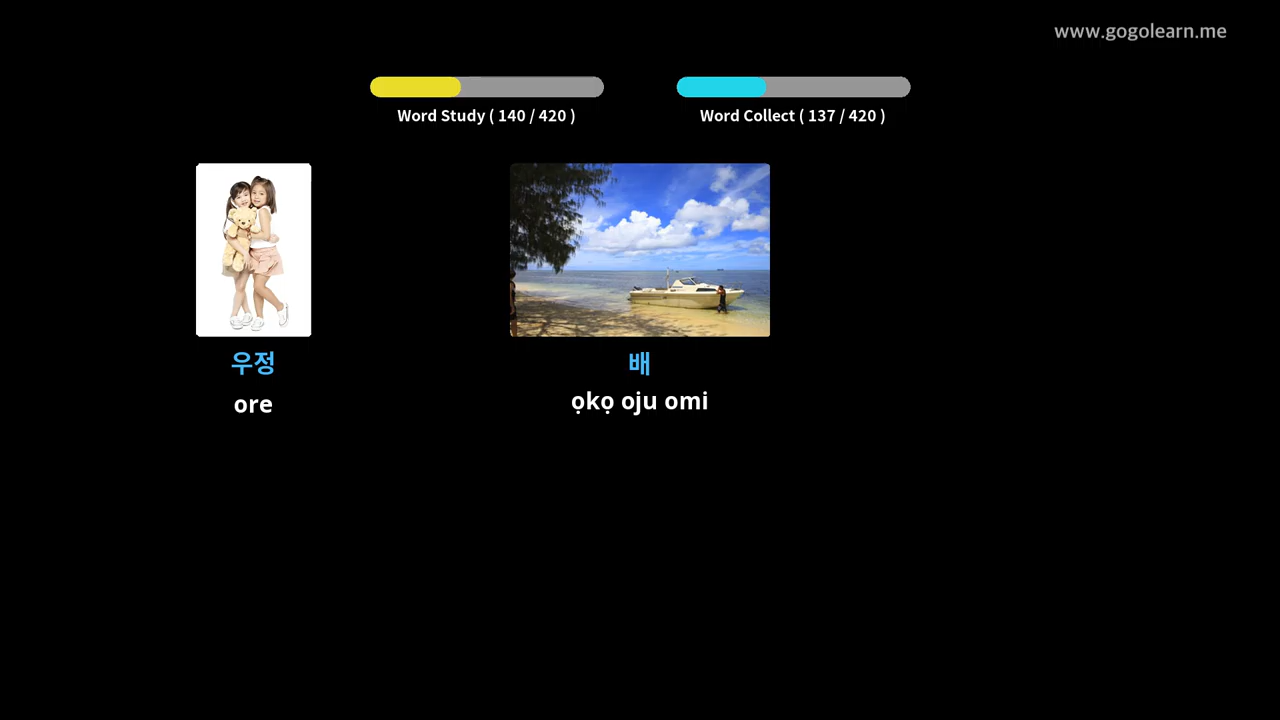 www.gogolearn.me
Word Study ( 140 / 420 )
Word Collect ( 137 / 420 )
우정
ore
배
ọkọ oju omi